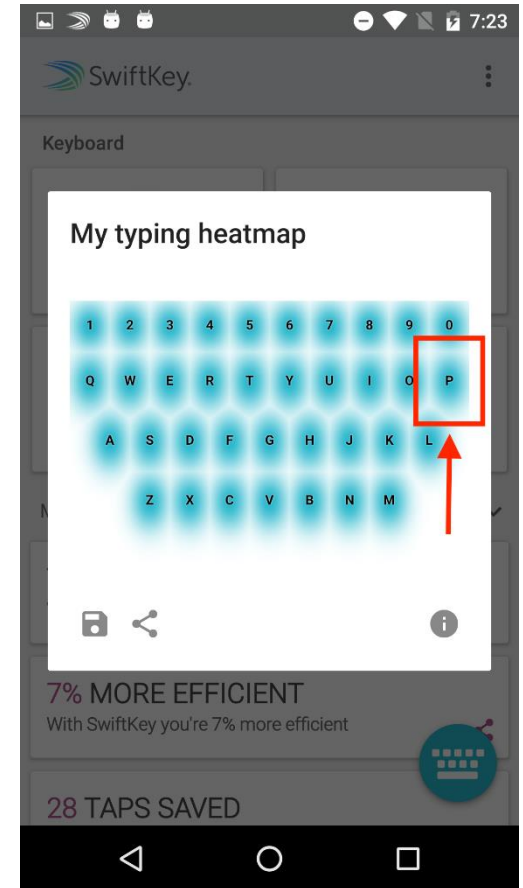 7:23
SwiftKey.
Keyboard
My typing heatmap
1 2 3 4 5 6 7 8 9 0
Q W E R T Y U I O P
A S D F G H J K L
Z X C V B N M
7% MORE EFFICIENT
With SwiftKey you're 7% more efficient
28 TAPS SAVED